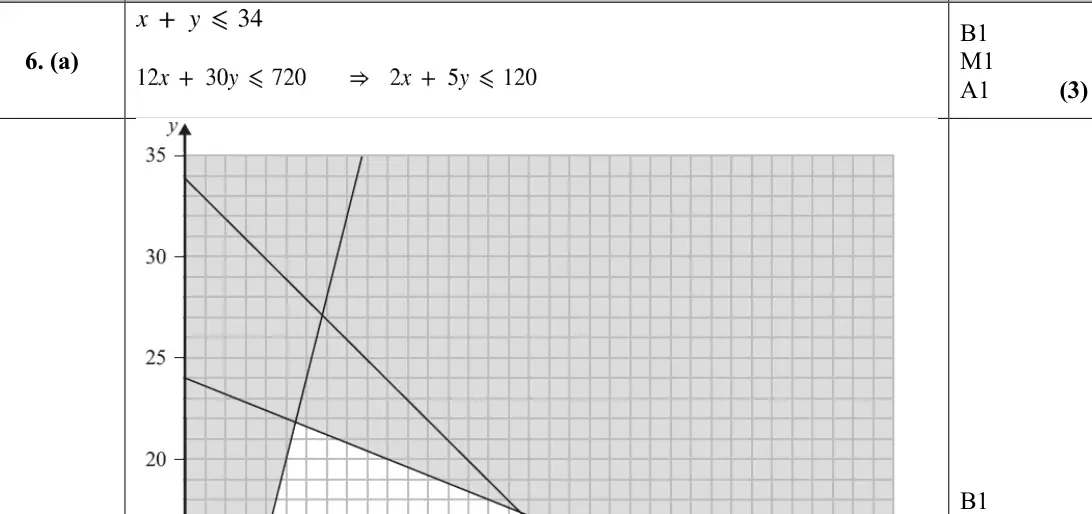 6. (a)
x + y ⩽ 34
12x + 30y ⩽ 720 ⇒ 2x + 5y ⩽ 120
B1
M1
A1 (3)
y
35
30
25
20
B1